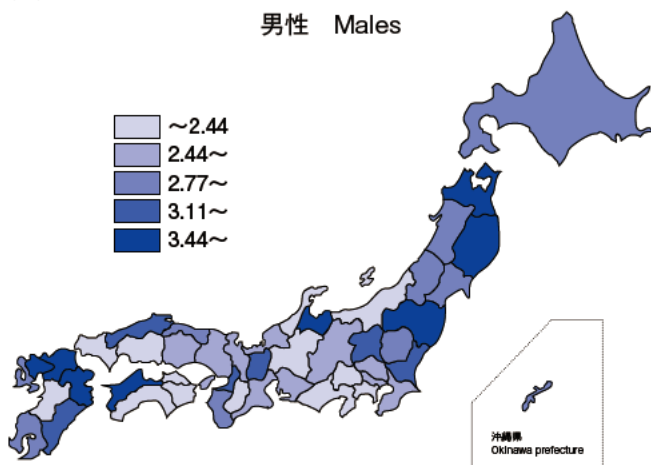 男性 Males
～2.44
2.44～
2.77～
3.11～
3.44～
沖縄県
Okinawa prefecture